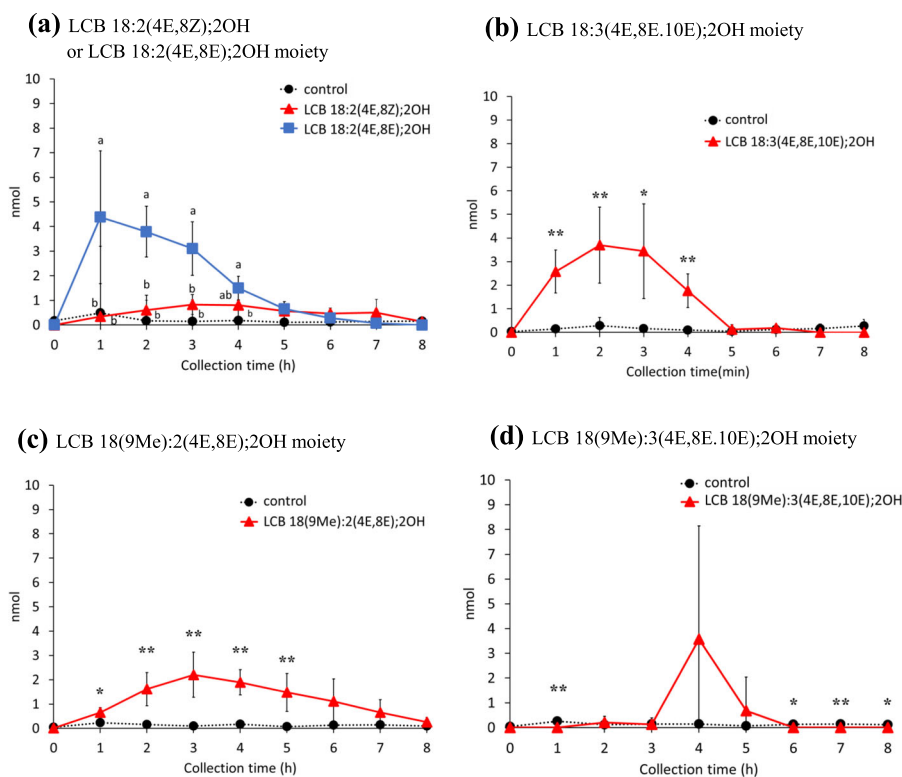 (a) LCB 18:2(4E,8Z);2OH
or LCB 18:2(4E,8E);2OH moiety
10
9
8
7
6
5
4
3
2
1
0
nmol
control
LCB 18:2(4E,8Z);2OH
LCB 18:2(4E,8E);2OH
a
a
a
a
b
b
b
ab
b
b
b
b
0 1 2 3 4 5 6 7 8
Collection time (h)
(b) LCB 18:3(4E,8E.10E);2OH moiety
10
9
8
7
6
5
4
3
2
1
0
nmol
control
LCB 18:3(4E,8E,10E);2OH
** ** * **
0 1 2 3 4 5 6 7 8
Collection time(min)
(c) LCB 18(9Me):2(4E,8E);2OH moiety
10
9
8
7
6
5
4
3
2
1
0
nmol
control
LCB 18(9Me):2(4E,8E);2OH
* ** ** ** **
0 1 2 3 4 5 6 7 8
Collection time (h)
(d) LCB 18(9Me):3(4E,8E.10E);2OH moiety
10
9
8
7
6
5
4
3
2
1
0
nmol
control
LCB 18(9Me):3(4E,8E,10E);2OH
** * ** *
0 1 2 3 4 5 6 7 8
Collection time (h)